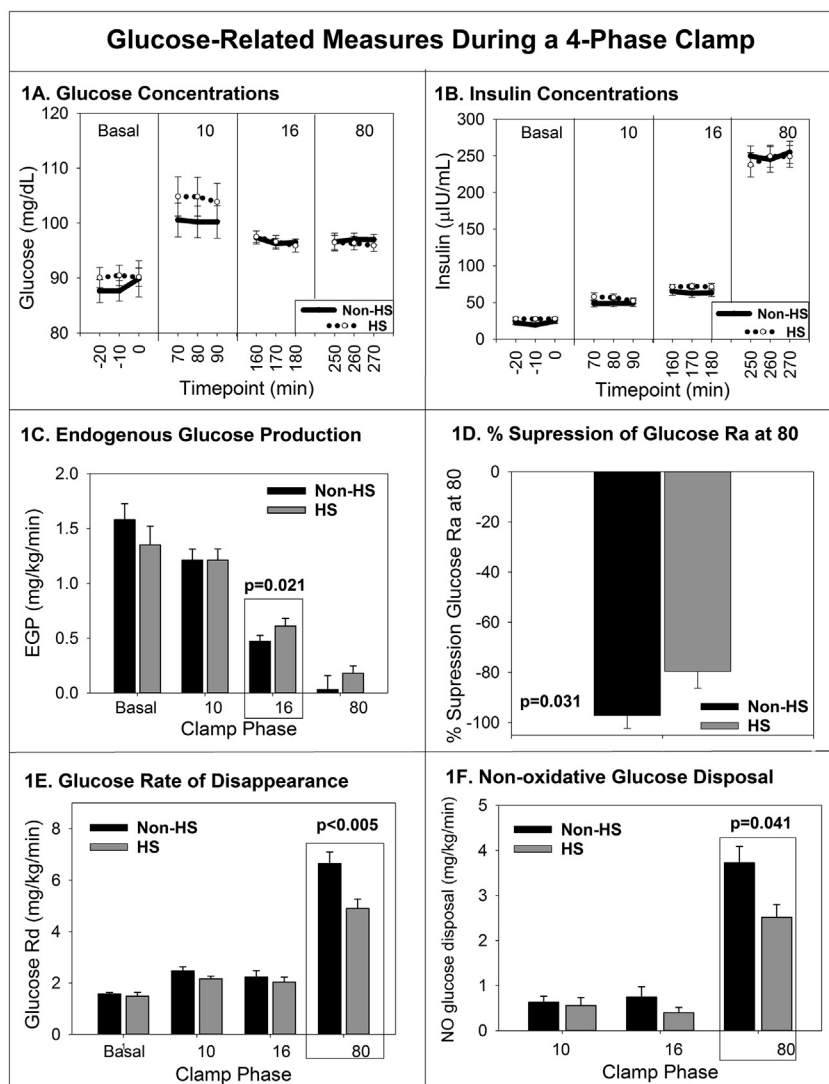 Glucose-Related Measures During a 4-Phase Clamp
1A. Glucose Concentrations
Basal 10 16 80
120
110
100
90
80
Glucose (mg/dL)
Non-HS
HS
-20 -10 0 70 80 90 160 170 180 250 260 270
Timepoint (min)
1B. Insulin Concentrations
Basal 10 16 80
300
250
200
150
100
50
0
Insulin (µIU/mL)
Non-HS
HS
-20 -10 0 70 80 90 160 170 180 250 260 270
Timepoint (min)
1C. Endogenous Glucose Production
2.0
1.5
1.0
0.5
0.0
EGP (mg/kg/min)
Non-HS
HS
p=0.021
Basal 10 16 80
Clamp Phase
1D. % Supression of Glucose Ra at 80
0
-20
-40
-60
-80
-100
% Supression Glucose Ra at 80
p=0.031
Non-HS
HS
1E. Glucose Rate of Disappearance
8
6
4
2
0
Glucose Rd (mg/kg/min)
Non-HS
HS
p<0.005
Basal 10 16 80
Clamp Phase
1F. Non-oxidative Glucose Disposal
5
4
3
2
1
0
NO glucose disposal (mg/kg/min)
Non-HS
HS
p=0.041
10 16 80
Clamp Phase